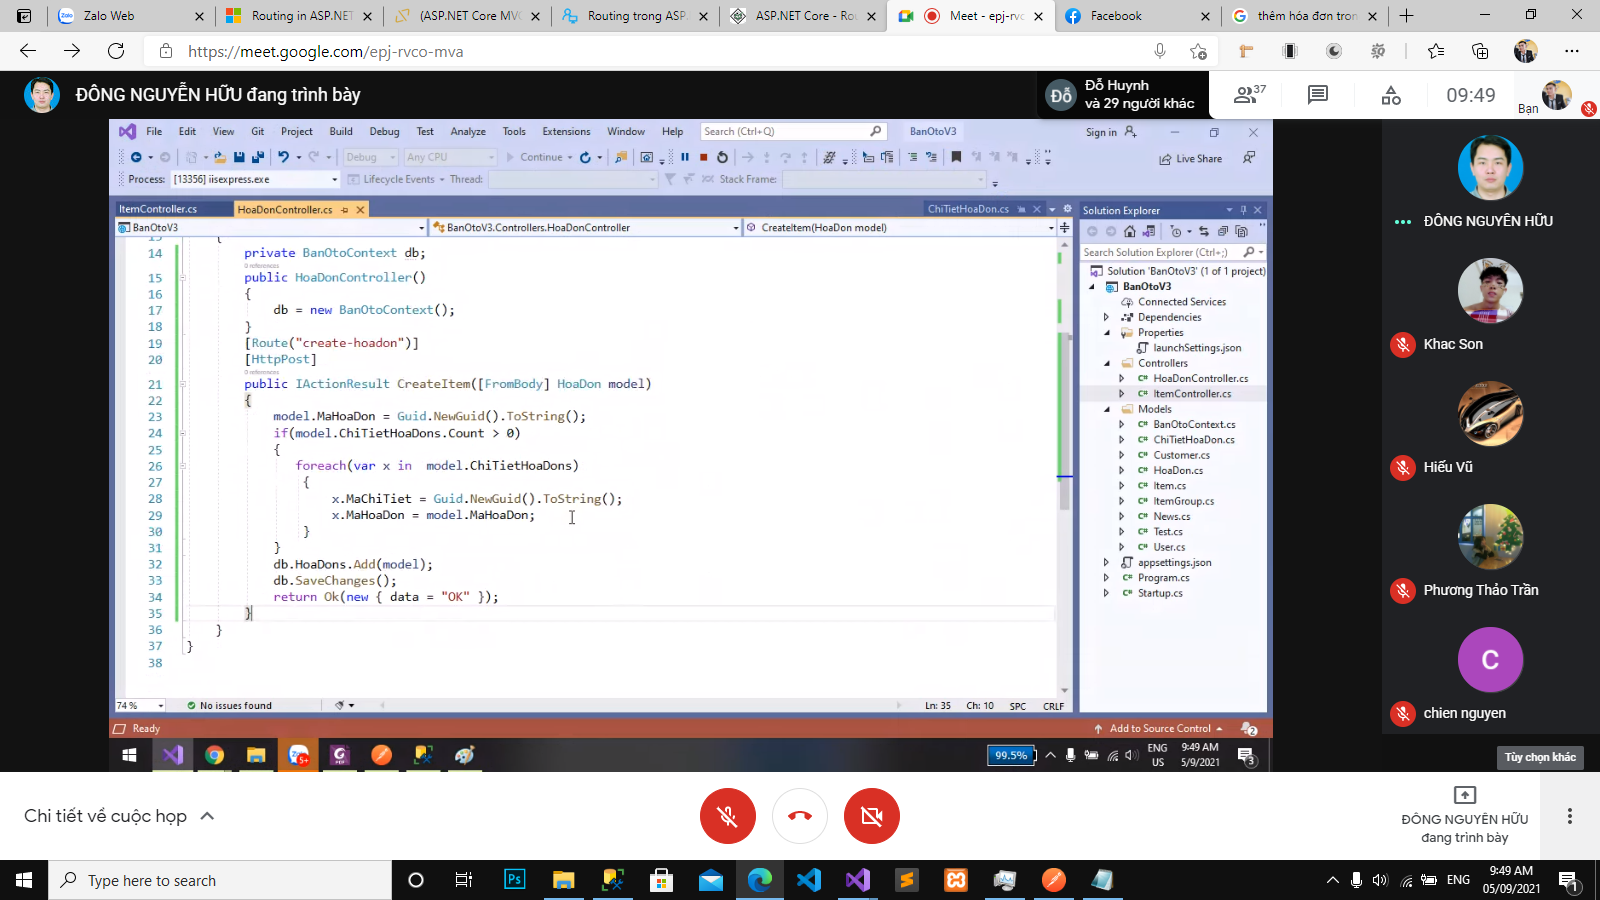 Zalo Web
Routing in ASP.NET
(ASP.NET Core MVC
Routing trong ASP.
ASP.NET Core - Rou
Meet - epj-rvc
Facebook
thêm hóa đơn tron
https://meet.google.com/epj-rvco-mva
ĐÔNG NGUYỄN HỮU đang trình bày
Đỗ
Đỗ Huynh
và 29 người khác
37
09:49
Bạn
File Edit View Git Project Build Debug Test Analyze Tools Extensions Window Help
Search (Ctrl+Q)
BanOtoV3
Sign in
Debug
Any CPU
Continue
Live Share
Process: [13356] iisexpress.exe
Lifecycle Events
Thread:
Stack Frame:
ItemController.cs
HoaDonController.cs
ChiTietHoaDon.cs
BanOtoV3
BanOtoV3.Controllers.HoaDonController
CreateItem(HoaDon model)
14 private BanOtoContext db;
0 references
15 public HoaDonController()
16 {
17 db = new BanOtoContext();
18 }
19 [Route("create-hoadon")]
20 [HttpPost]
0 references
21 public IActionResult CreateItem([FromBody] HoaDon model)
22 {
23 model.MaHoaDon = Guid.NewGuid().ToString();
24 if(model.ChiTietHoaDons.Count > 0)
25 {
26 foreach(var x in model.ChiTietHoaDons)
27 {
28 x.MaChiTiet = Guid.NewGuid().ToString();
29 x.MaHoaDon = model.MaHoaDon;
30 }
31 }
32 db.HoaDons.Add(model);
33 db.SaveChanges();
34 return Ok(new { data = "OK" });
35 }
36 }
37 }
38
74 %
No issues found
Ln: 35 Ch: 10 SPC CRLF
Solution Explorer
Search Solution Explorer (Ctrl+;)
Solution 'BanOtoV3' (1 of 1 project)
BanOtoV3
Connected Services
Dependencies
Properties
launchSettings.json
Controllers
HoaDonController.cs
ItemController.cs
Models
BanOtoContext.cs
ChiTietHoaDon.cs
Customer.cs
HoaDon.cs
Item.cs
ItemGroup.cs
News.cs
Test.cs
User.cs
appsettings.json
Program.cs
Startup.cs
Ready
Add to Source Control
2
5+
99.5%
ENG
US
9:49 AM
5/9/2021
3
ĐÔNG NGUYỄN HỮU
Khac Son
Hiếu Vũ
Phương Thảo Trần
C
chien nguyen
Tùy chọn khác
Chi tiết về cuộc họp
ĐÔNG NGUYỄN HỮU
đang trình bày
Type here to search
Ps
ENG
9:49 AM
05/09/2021
1